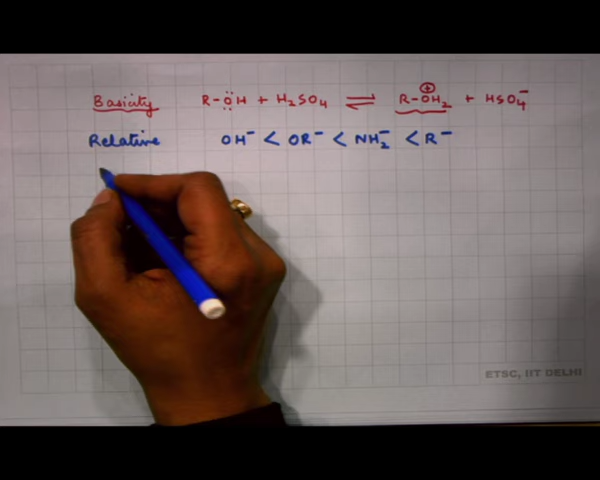 Basicity R-ÖH + H₂SO₄ ⇌ R-ÖH₂⊕ + HSO₄⁻
Relative OH⁻ < OR⁻ < NH₂⁻ < R⁻
ETSC, IIT DELHI